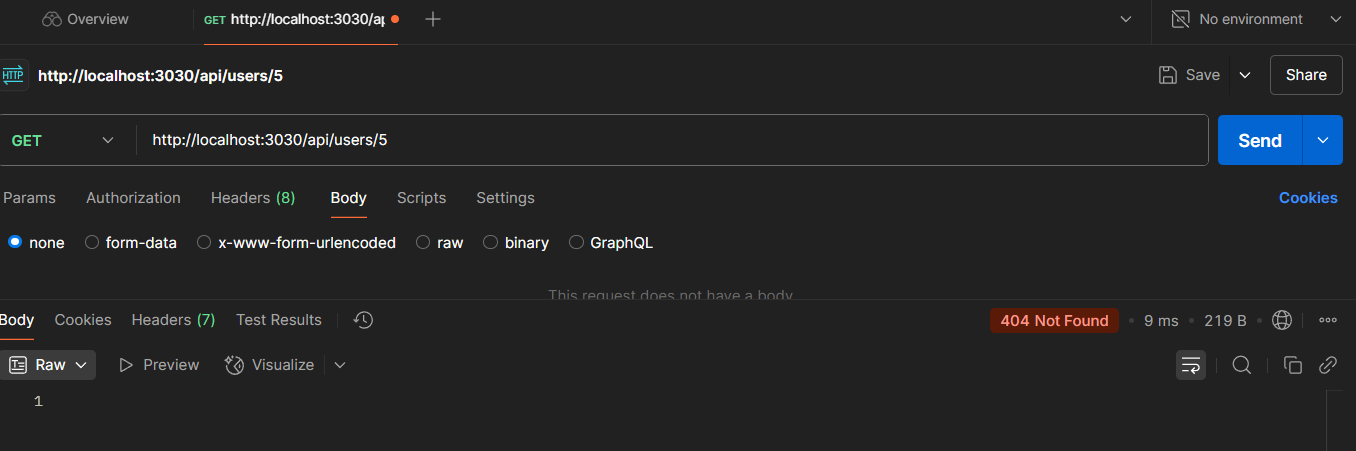 Overview GET http://localhost:3030/a No environment
HTTP http://localhost:3030/api/users/5 Save Share
GET http://localhost:3030/api/users/5 Send
Params Authorization Headers (8) Body Scripts Settings Cookies
none form-data x-www-form-urlencoded raw binary GraphQL
This request does not have a body
Body Cookies Headers (7) Test Results 404 Not Found • 9 ms • 219 B •
Raw Preview Visualize
1